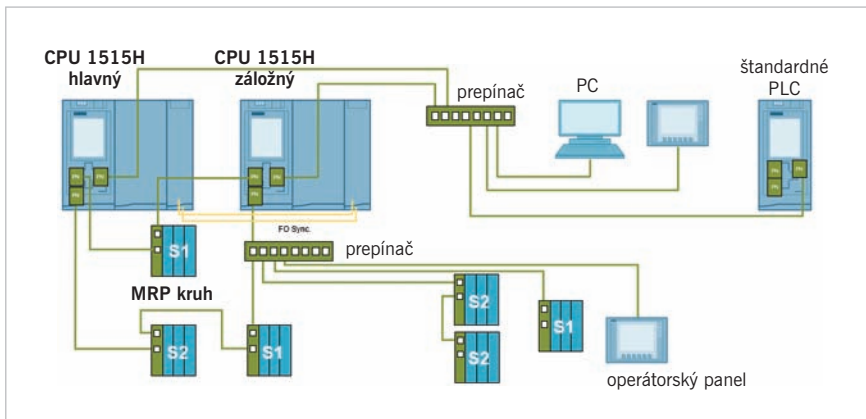 CPU 1515H
hlavný
CPU 1515H
záložný
prepínač
PC
štandardné
PLC
FO Sync.
prepínač
S1
MRP kruh
S2
S1
S2
S2
S1
operátorský panel